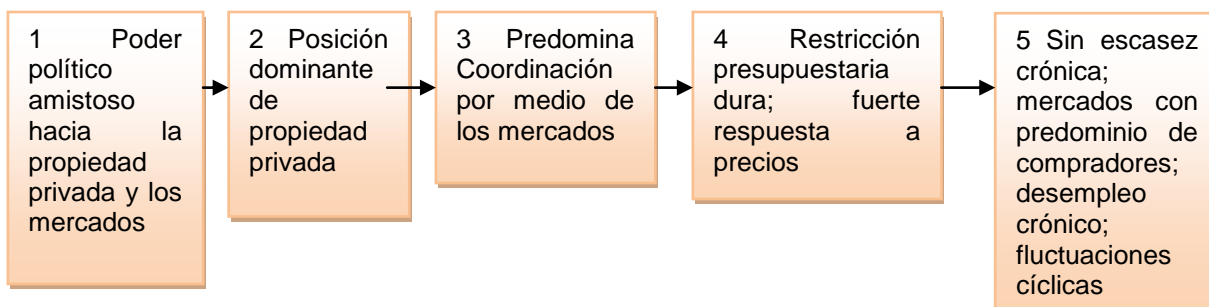 1 Poder
político
amistoso
hacia la
propiedad
privada y los
mercados
2 Posición
dominante
de
propiedad
privada
3 Predomina
Coordinación
por medio de
los mercados
4 Restricción
presupuestaria
dura; fuerte
respuesta a
precios
5 Sin escasez
crónica;
mercados con
predominio de
compradores;
desempleo
crónico;
fluctuaciones
cíclicas